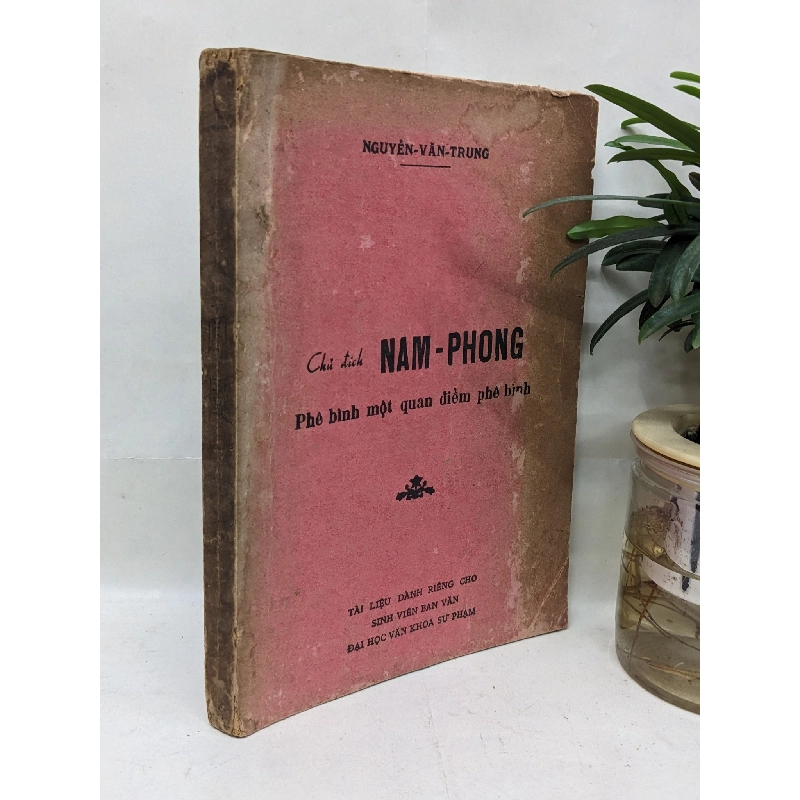 NGUYỄN-VĂN-TRUNG
Chủ đích NAM-PHONG
Phê bình một quan điểm phê bình
TÀI LIỆU DÀNH RIÊNG CHO
SINH VIÊN BAN VĂN
ĐẠI HỌC VĂN KHOA SƯ PHẠM